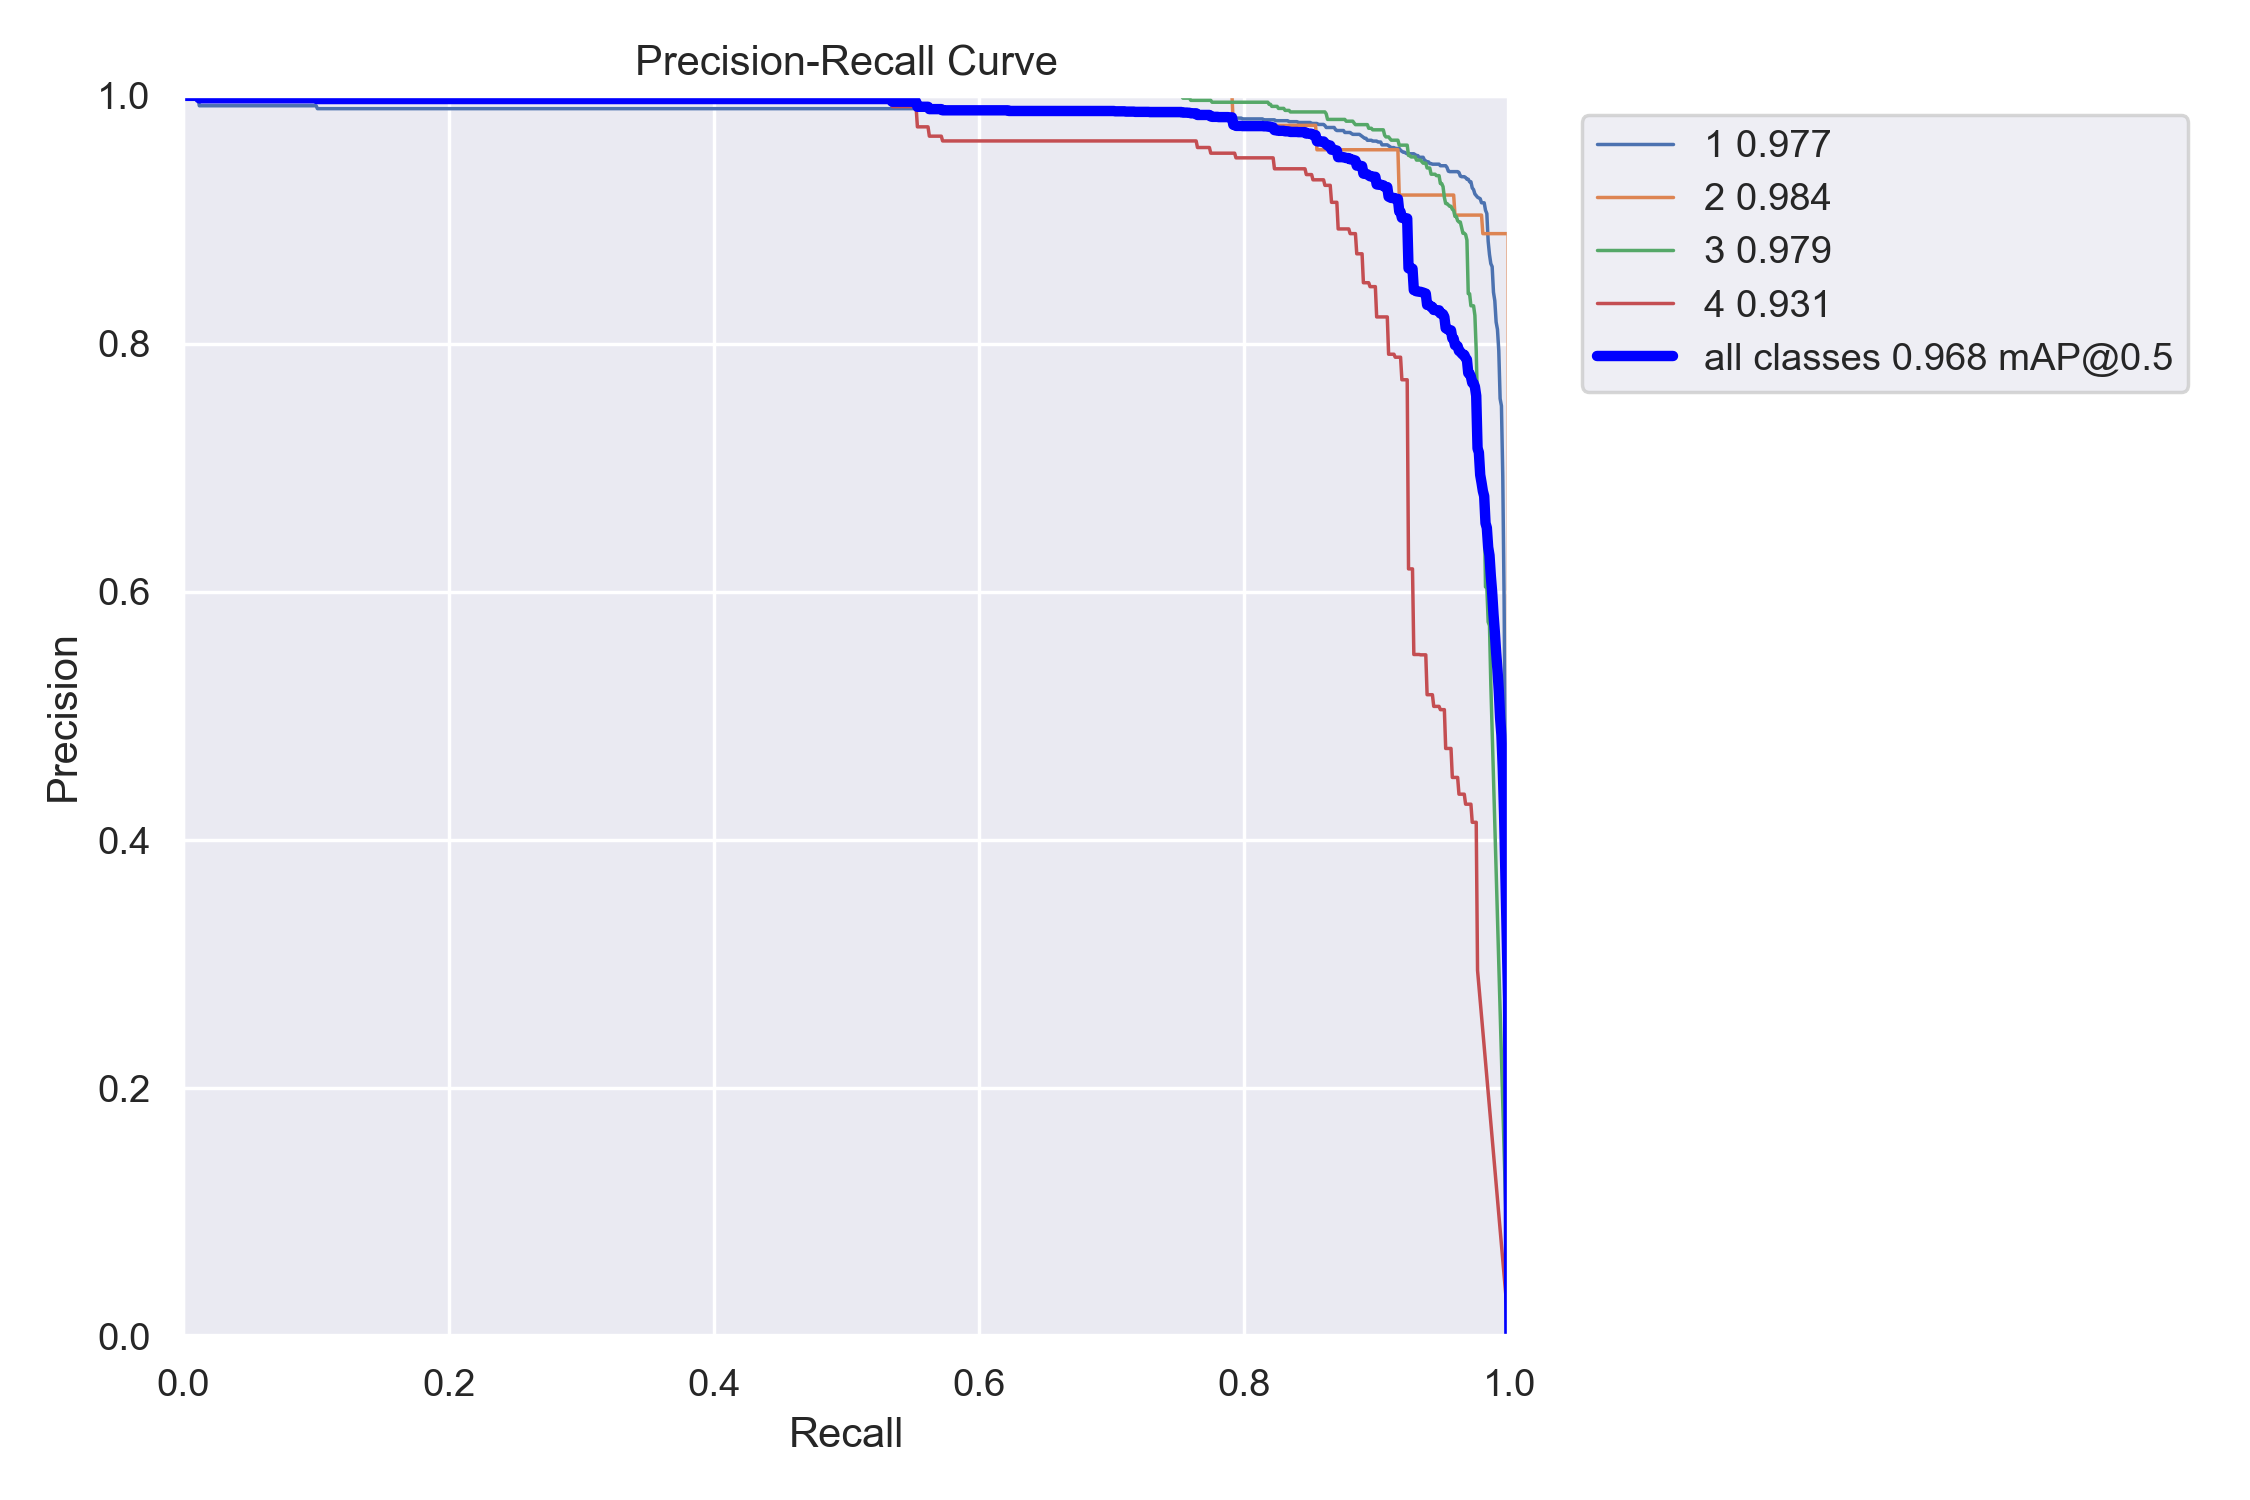 Precision-Recall Curve
1.0
0.8
0.6
0.4
0.2
0.0
Precision
0.0 0.2 0.4 0.6 0.8 1.0
Recall
1 0.977
2 0.984
3 0.979
4 0.931
all classes 0.968 mAP@0.5